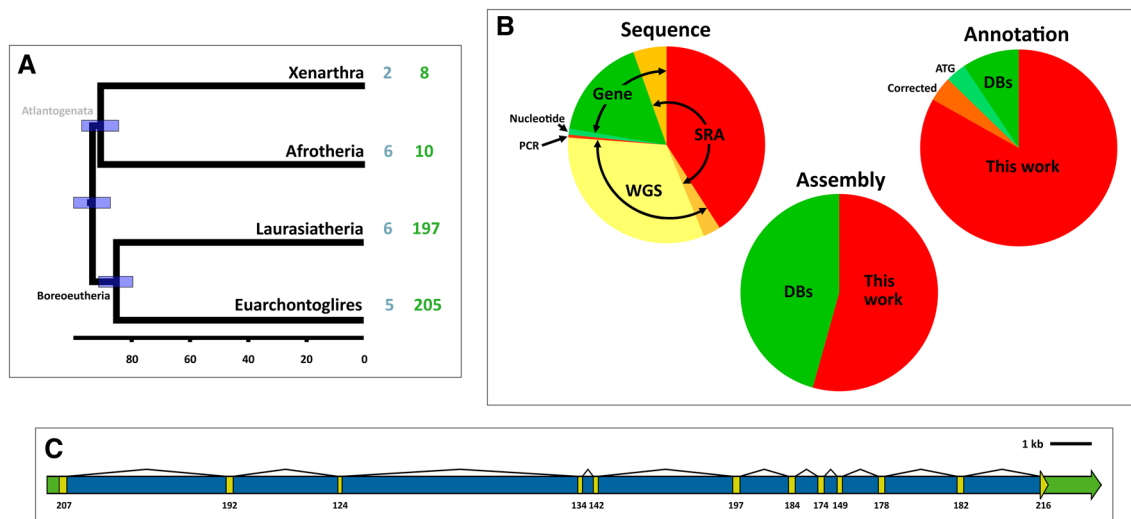 A
Xenarthra 2 8
Atlantogenata
Afrotheria 6 10
Laurasiatheria 6 197
Boreoeutheria
Euarchontoglires 5 205
80 60 40 20 0
B
Sequence
Gene
Nucleotide
PCR
SRA
WGS
Assembly
DBs
This
work
Annotation
ATG
Corrected
DBs
This work
C
1 kb
207 192 124 134 142 197 184 174 149 178 182 216